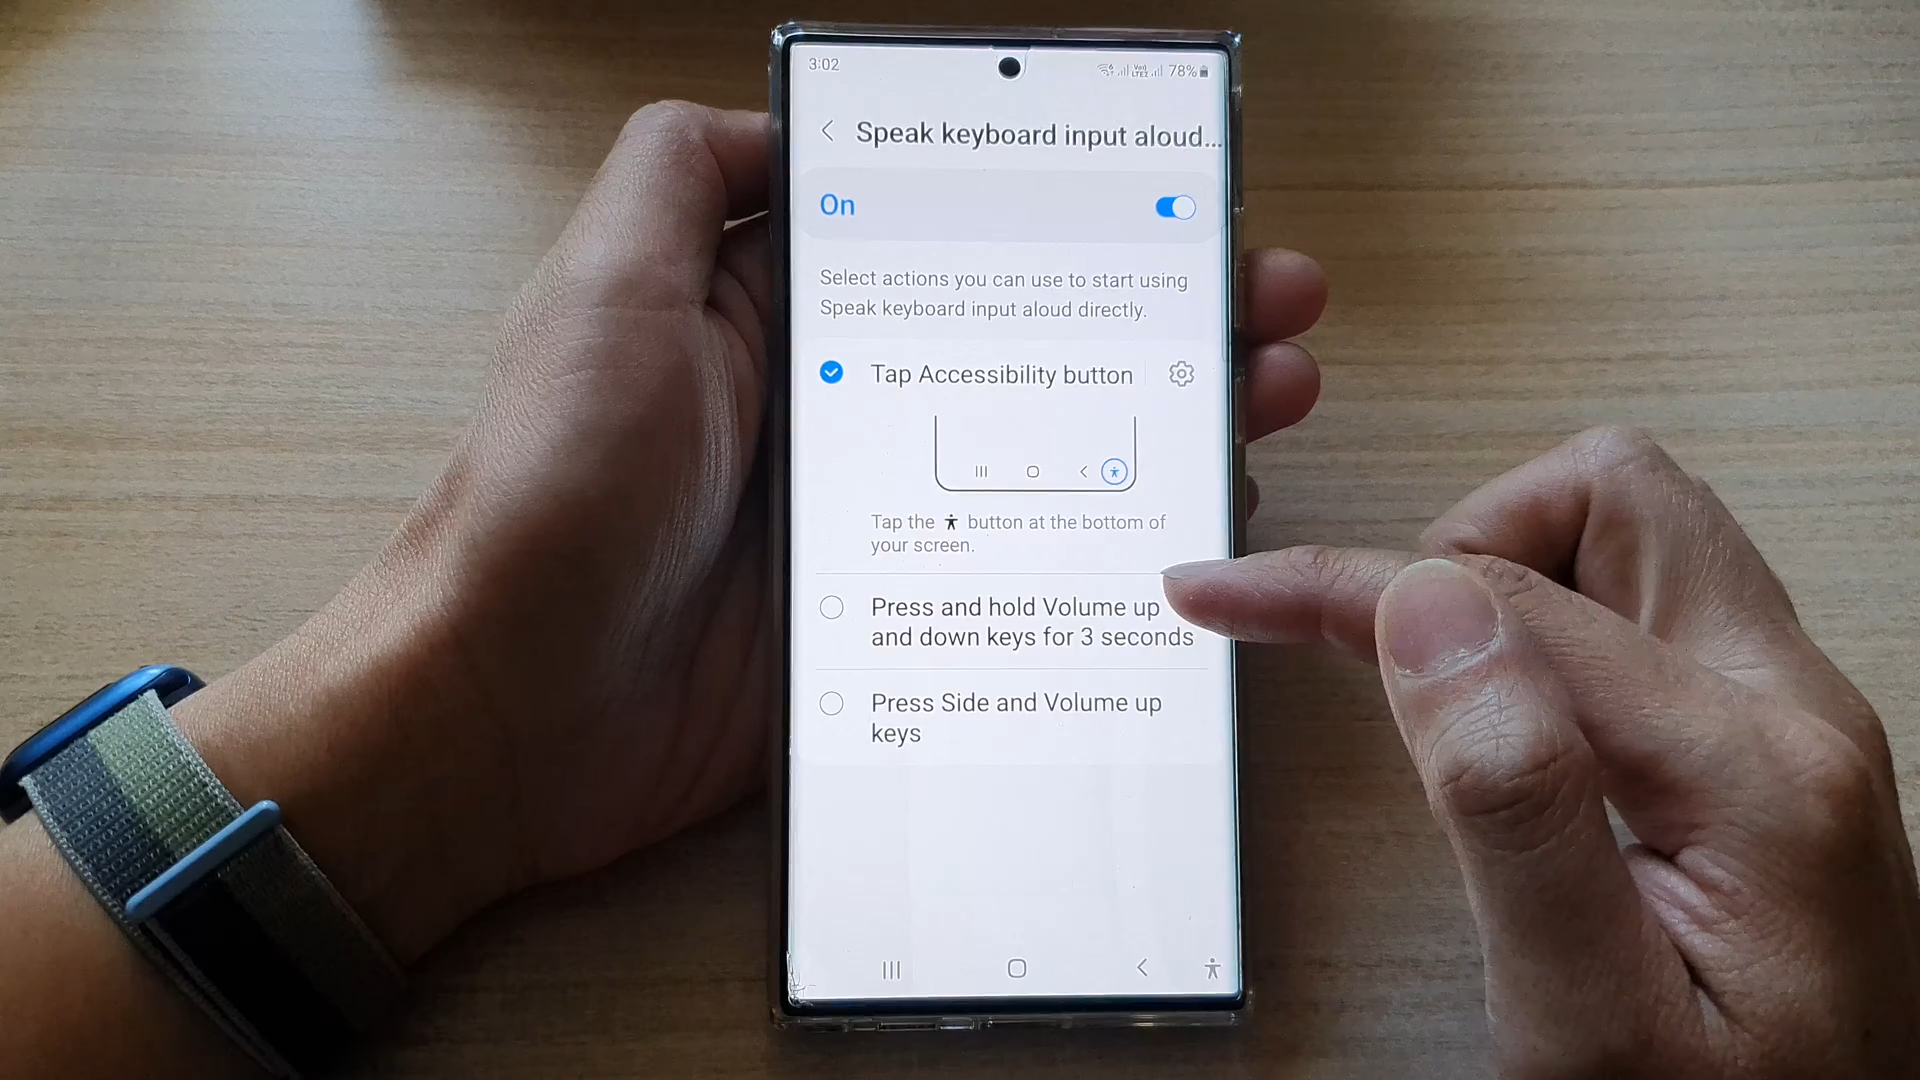 3:02
78%
Speak keyboard input aloud...
On
Select actions you can use to start using
Speak keyboard input aloud directly.
Tap Accessibility button
Tap the button at the bottom of
your screen.
Press and hold Volume up
and down keys for 3 seconds
Press Side and Volume up
keys